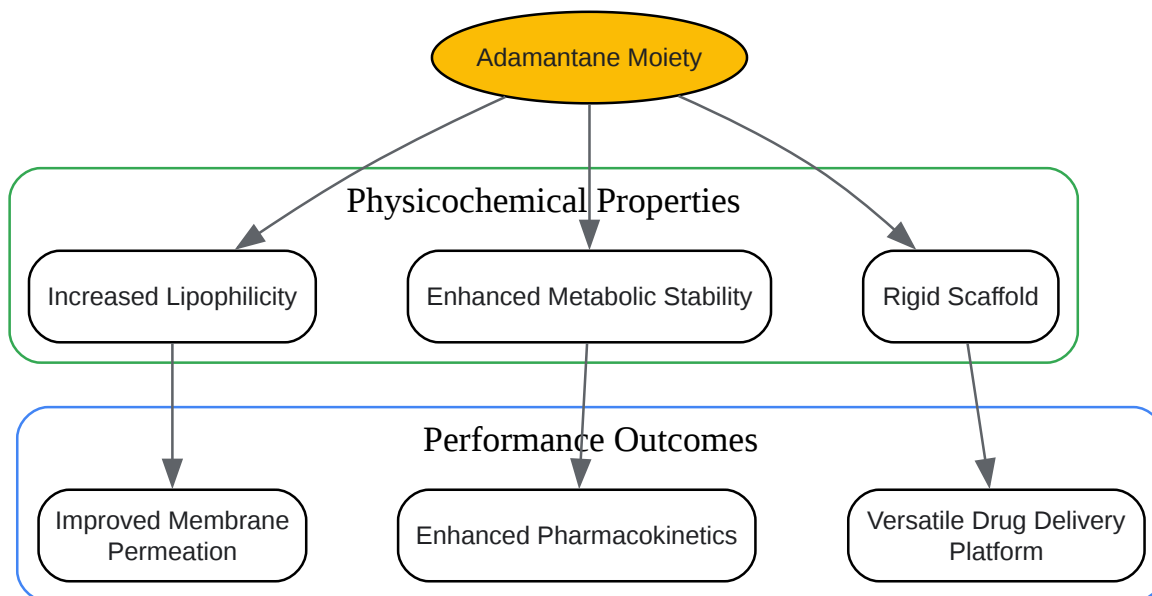 Adamantane Moiety
Physicochemical Properties
Increased Lipophilicity
Enhanced Metabolic Stability
Rigid Scaffold
Performance Outcomes
Improved Membrane
Permeation
Enhanced Pharmacokinetics
Versatile Drug Delivery
Platform